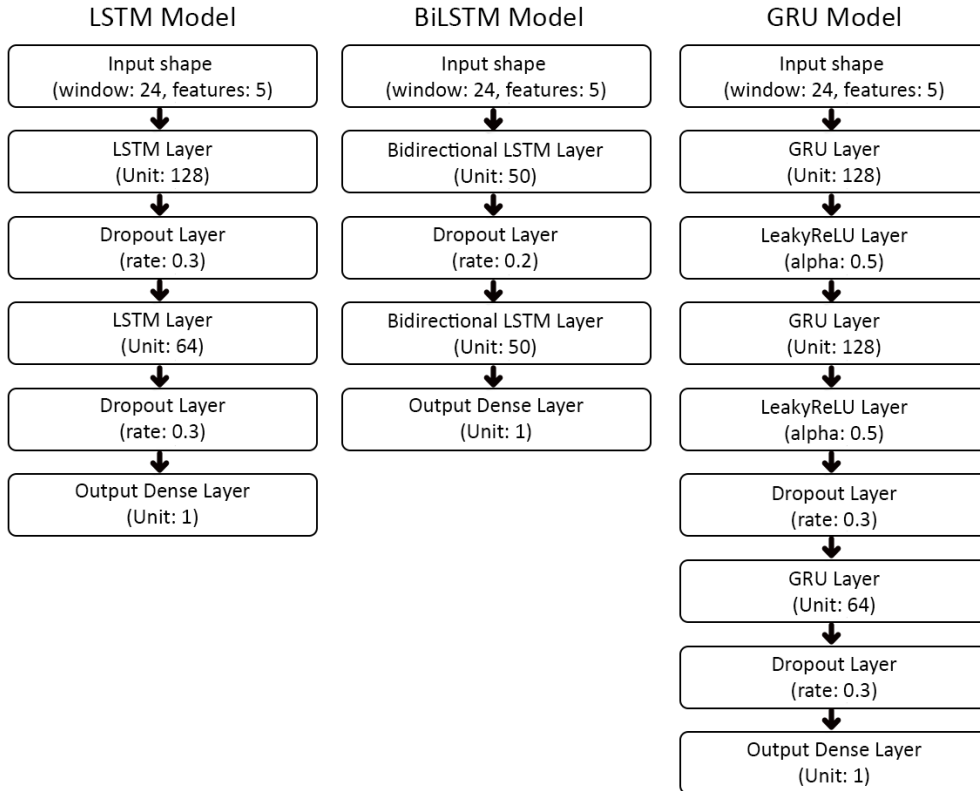 LSTM Model
Input shape
(window: 24, features: 5)
LSTM Layer
(Unit: 128)
Dropout Layer
(rate: 0.3)
LSTM Layer
(Unit: 64)
Dropout Layer
(rate: 0.3)
Output Dense Layer
(Unit: 1)
BiLSTM Model
Input shape
(window: 24, features: 5)
Bidirectional LSTM Layer
(Unit: 50)
Dropout Layer
(rate: 0.2)
Bidirectional LSTM Layer
(Unit: 50)
Output Dense Layer
(Unit: 1)
GRU Model
Input shape
(window: 24, features: 5)
GRU Layer
(Unit: 128)
LeakyReLU Layer
(alpha: 0.5)
GRU Layer
(Unit: 128)
LeakyReLU Layer
(alpha: 0.5)
Dropout Layer
(rate: 0.3)
GRU Layer
(Unit: 64)
Dropout Layer
(rate: 0.3)
Output Dense Layer
(Unit: 1)